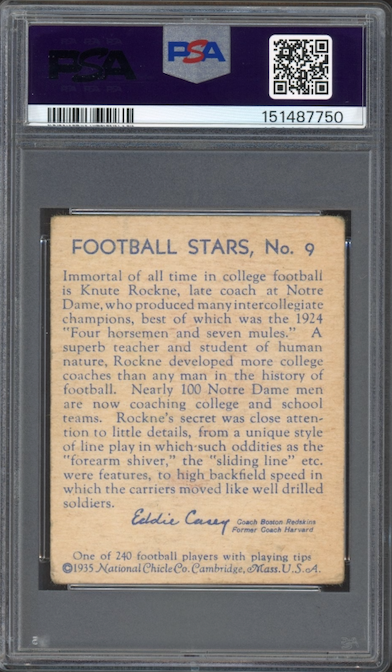 PSA
PSA
151487750
FOOTBALL STARS, No. 9
Immortal of all time in college football
is Knute Rockne, late coach at Notre
Dame, who produced many intercollegiate
champions, best of which was the 1924
"Four horsemen and seven mules." A
superb teacher and student of human
nature, Rockne developed more college
coaches than any man in the history of
football. Nearly 100 Notre Dame men
are now coaching college and school
teams. Rockne's secret was close atten-
tion to little details, from a unique style
of line play in which such oddities as the
"forearm shiver," the "sliding line" etc.
were features, to high backfield speed in
which the carriers moved like well drilled
soldiers.
Eddie Casey
Coach Boston Redskins
Former Coach Harvard
One of 240 football players with playing tips
©1935 National Chicle Co. Cambridge, Mass. U.S.A.